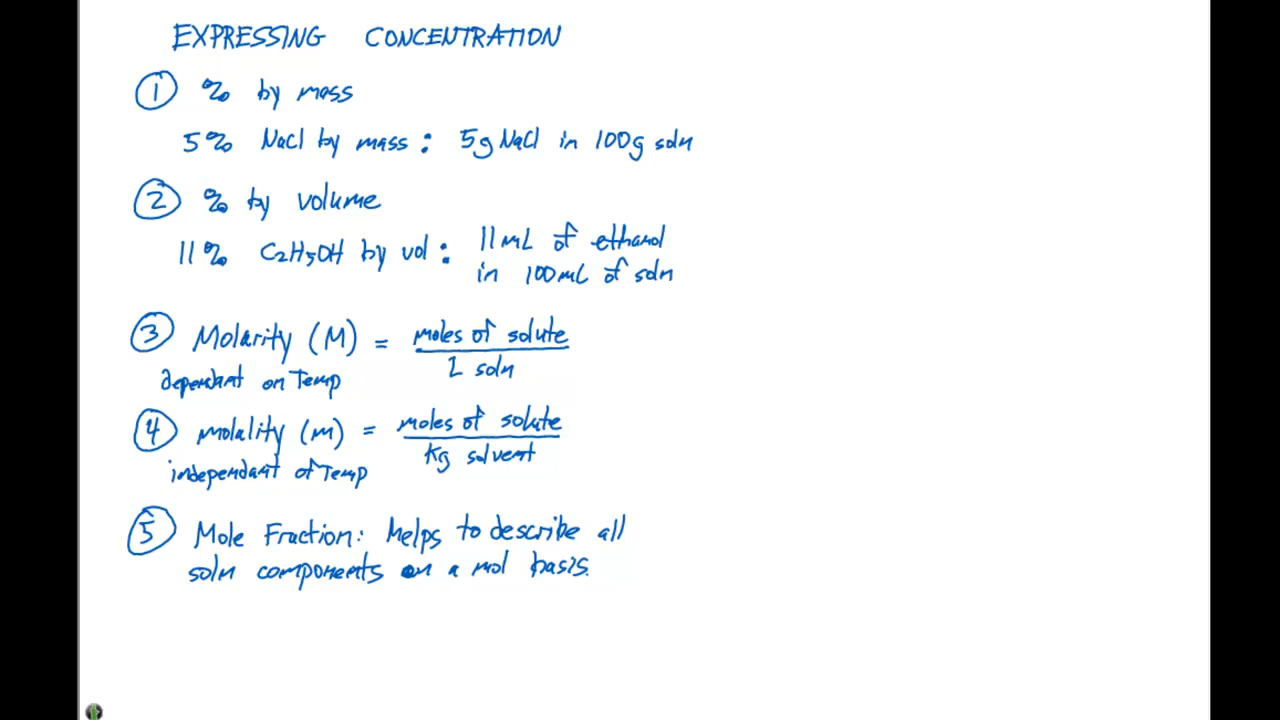 EXPRESSING CONCENTRATION
① % by mass
5% NaCl by mass: 5g NaCl in 100g soln
② % by volume
11% C₂H₅OH by vol: 11mL of ethanol
in 100mL of soln
③ Molarity (M) = moles of solute
L soln
dependant on Temp
④ molality (m) = moles of solute
kg solvent
independant of Temp
⑤ Mole Fraction: Helps to describe all
soln components on a mol basis.